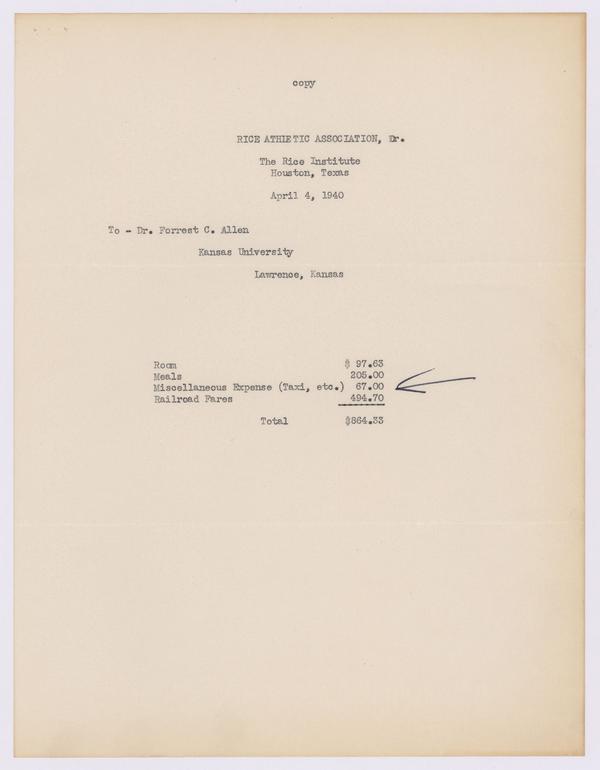 copy
RICE ATHLETIC ASSOCIATION, Dr.
The Rice Institute
Houston, Texas
April 4, 1940
To - Dr. Forrest C. Allen
Kansas University
Lawrence, Kansas
Room $ 97.63
Meals 205.00
Miscellaneous Expense (Taxi, etc.) 67.00
Railroad Fares 494.70
Total $864.33